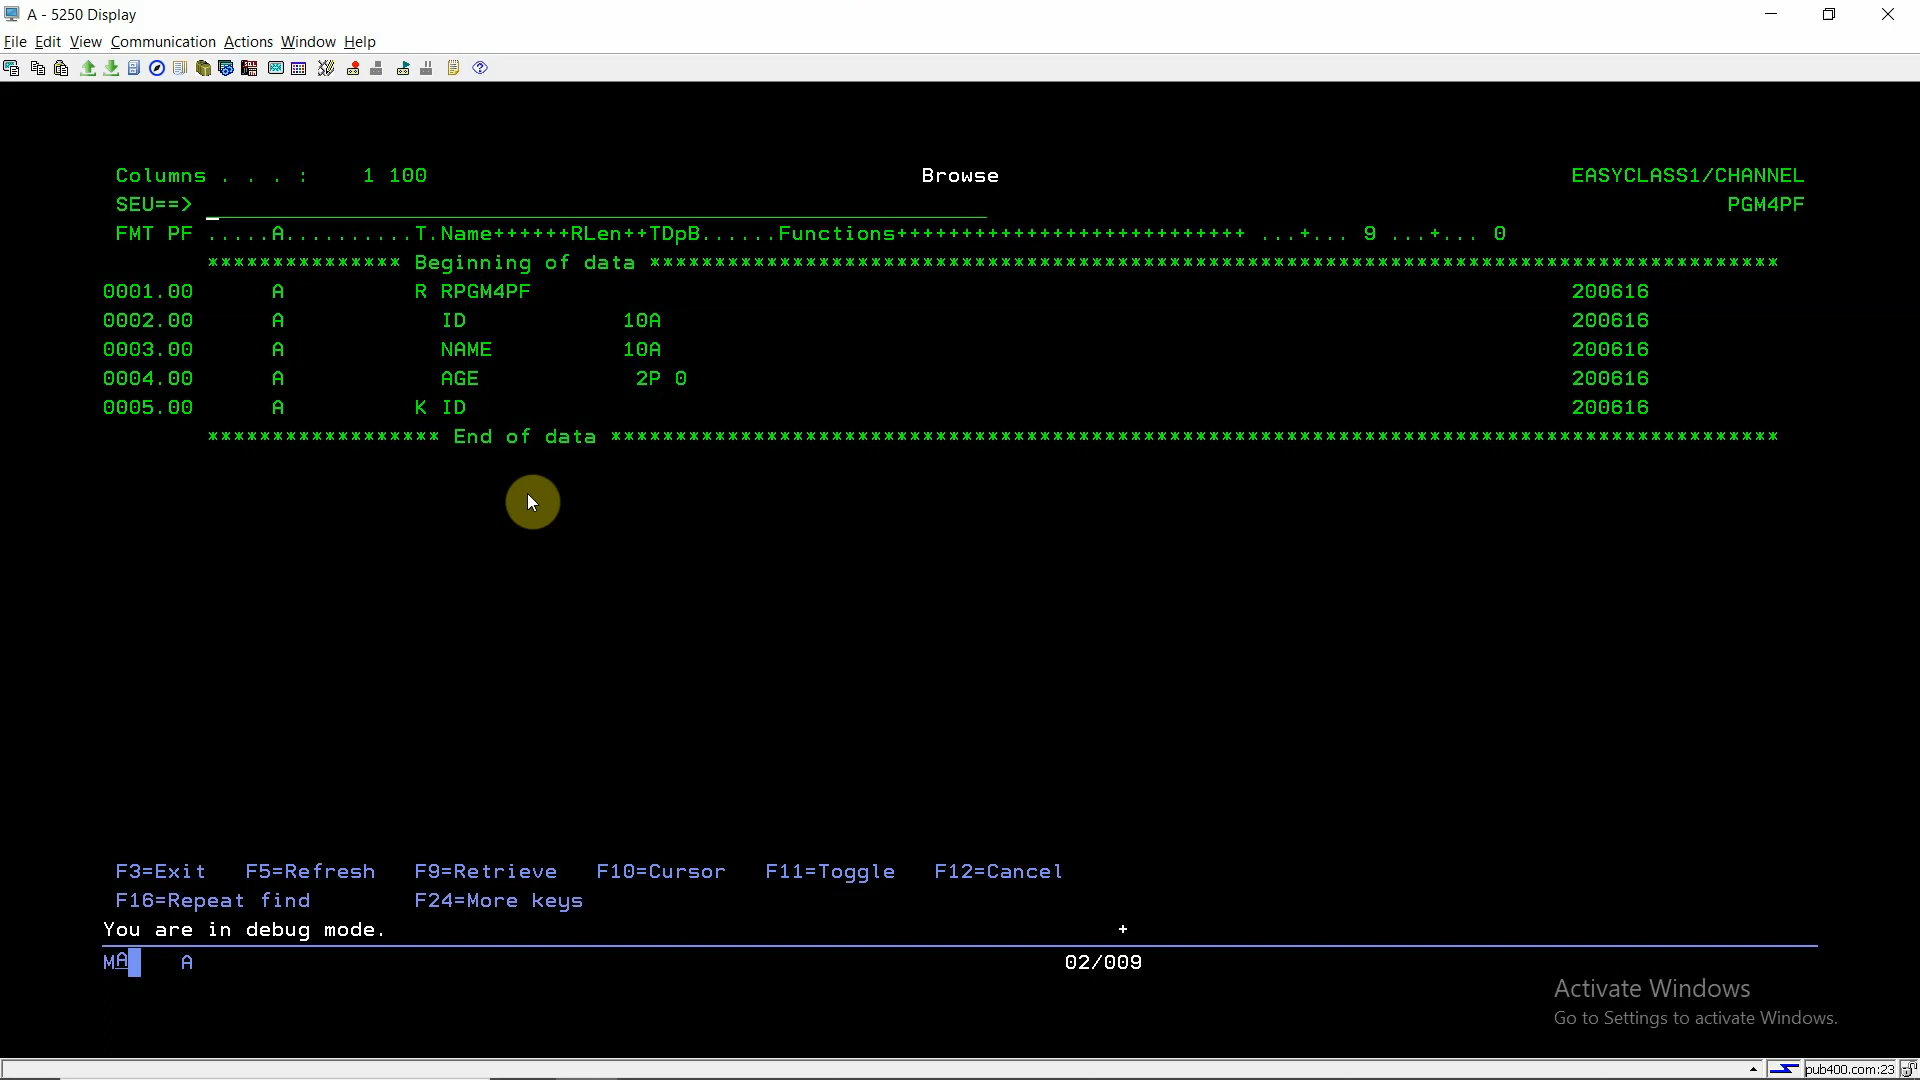 A - 5250 Display
File Edit View Communication Actions Window Help
Columns . . . : 1 100 Browse EASYCLASS1/CHANNEL
SEU==> PGM4PF
FMT PF .....A..........T.Name++++++RLen++TDpB......Functions+++++++++++++++++++++++++++ ...+... 9 ...+... 0
*************** Beginning of data ***************************************************************************************
0001.00 A R RPGM4PF 200616
0002.00 A ID 10A 200616
0003.00 A NAME 10A 200616
0004.00 A AGE 2P 0 200616
0005.00 A K ID 200616
****************** End of data ******************************************************************************************
F3=Exit F5=Refresh F9=Retrieve F10=Cursor F11=Toggle F12=Cancel
F16=Repeat find F24=More keys
You are in debug mode. +
MA A 02/009
Activate Windows
Go to Settings to activate Windows.
pub400.com:23